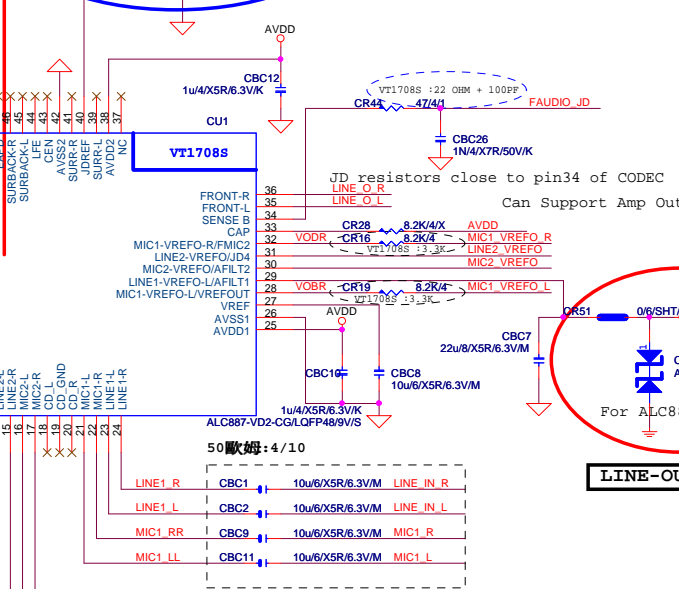 AVDD
CBC12
1u/4/X5R/6.3V/K
VT1708S :22 OHM + 100PF
CR44 47/4/1 FAUDIO_JD
CBC26
1N/4/X7R/50V/K
CU1
VT1708S
46 45 44 43 42 41 40 39 38 37
SURBACK-R
SURBACK-L
LFE
CEN
AVSS2
SURR-R
JDREF
SURR-L
AVDD2
NC
JD resistors close to pin34 of CODEC
Can Support Amp Out
FRONT-R 36 LINE_O_R
FRONT-L 35 LINE_O_L
SENSE B 34
CAP 33 CR28 8.2K/4/X AVDD
MIC1-VREFO-R/FMIC2 32 VODR CR16 8.2K/4 MIC1_VREFO_R
VT1708S :3.3K
LINE2-VREFO/JD4 31 LINE2_VREFO
MIC2-VREFO/AFILT2 30 MIC2_VREFO
LINE1-VREFO-L/AFILT1 29
MIC1-VREFO-L/VREFOUT 28 VOBR CR19 8.2K/4 MIC1_VREFO_L
VT1708S :3.3K
VREF 27
AVSS1 26
AVDD1 25
AVDD
CR51 0/6/SHT/
CBC7
22u/8/X5R/6.3V/M
CBC10
1u/4/X5R/6.3V/K
CBC8
10u/6/X5R/6.3V/M
1
For ALC88
LINE-OU
LINE2-R
MIC2-L
MIC2-R
CD_L
CD_GND
CD_R
MIC1-L
MIC1-R
LINE1-L
LINE1-R
15 16 17 18 19 20 21 22 23 24
ALC887-VD2-CG/LQFP48/9V/S
50歐姆:4/10
LINE1_R CBC1 10u/6/X5R/6.3V/M LINE_IN_R
LINE1_L CBC2 10u/6/X5R/6.3V/M LINE_IN_L
MIC1_RR CBC9 10u/6/X5R/6.3V/M MIC1_R
MIC1_LL CBC11 10u/6/X5R/6.3V/M MIC1_L